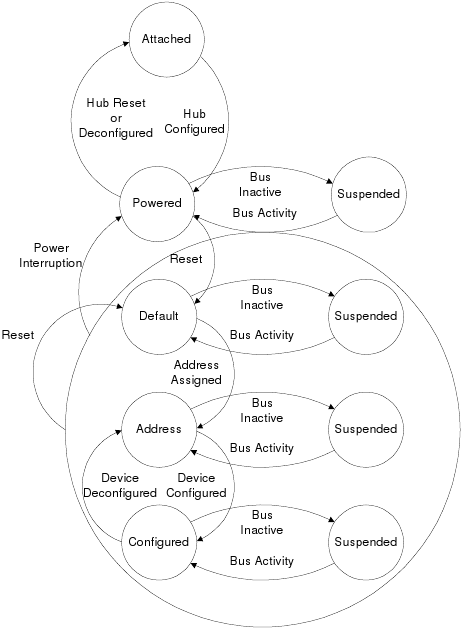 Attached
Hub Reset
or
Deconfigured
Hub
Configured
Bus
Inactive
Powered
Suspended
Bus Activity
Power
Interruption
Reset
Bus
Inactive
Default
Suspended
Reset
Bus Activity
Address
Assigned
Bus
Inactive
Address
Suspended
Bus Activity
Device
Deconfigured
Device
Configured
Bus
Inactive
Configured
Suspended
Bus Activity